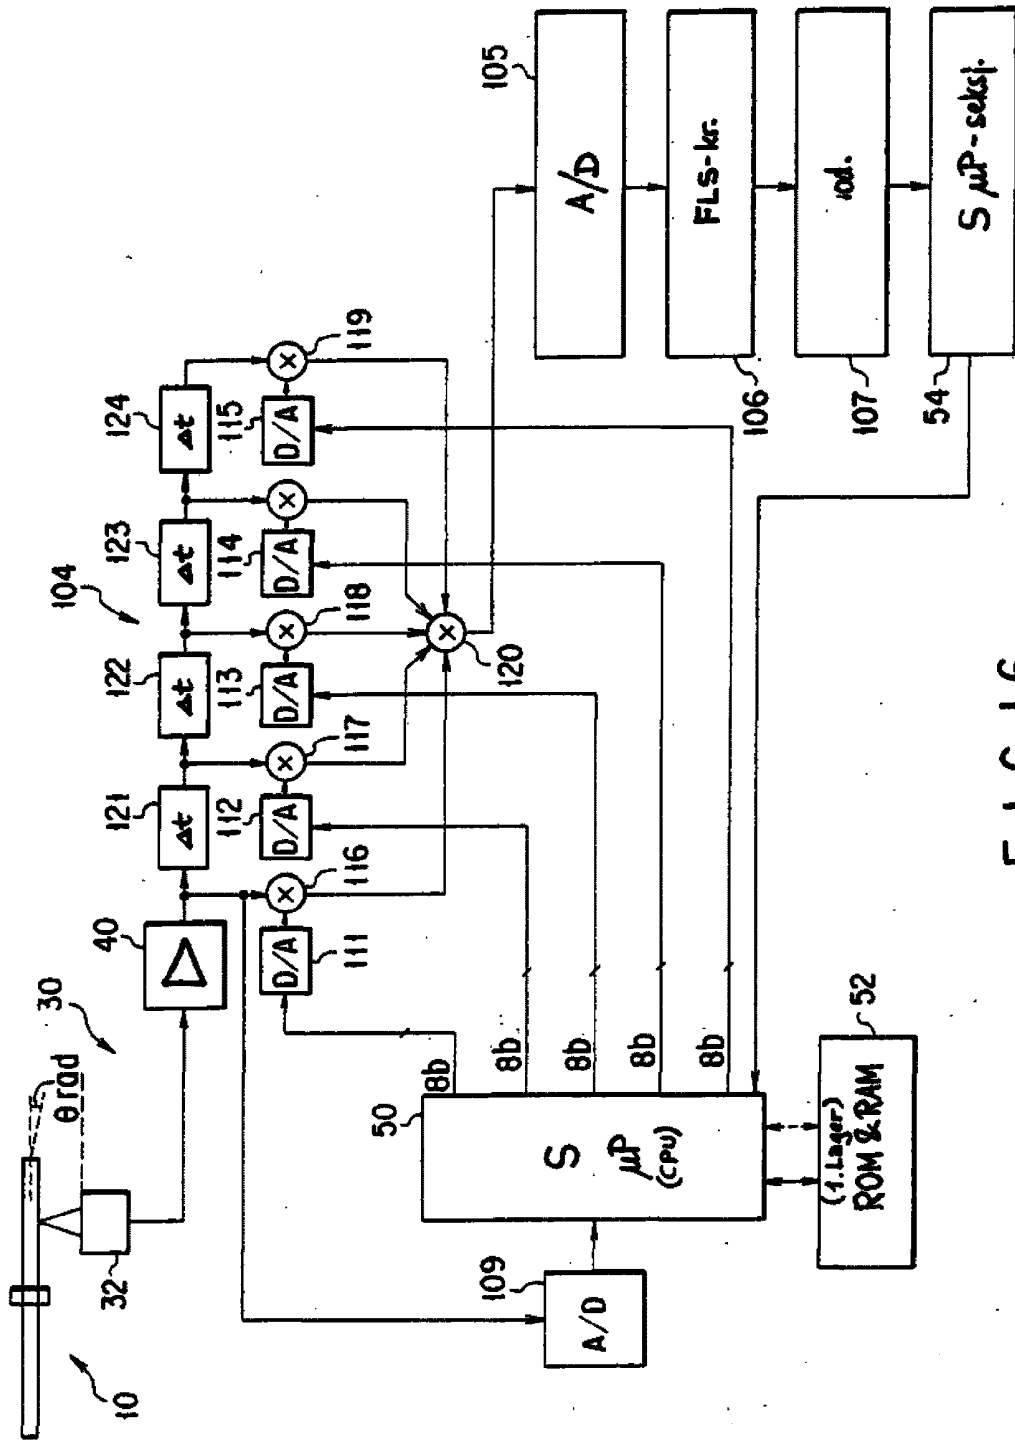 10
32
θ rad
30
40
121
Δt
122
Δt
104
123
Δt
124
Δt
D/A
111
×
116
112
D/A
×
117
113
D/A
×
118
114
D/A
×
115
D/A
×
119
×
120
109
A/D
50
S µP
(CPU)
8b
8b
8b
8b
8b
52
(1.Lager)
ROM & RAM
105
A/D
106
FLS-kr.
107
iod.
54
S µP-seksj.